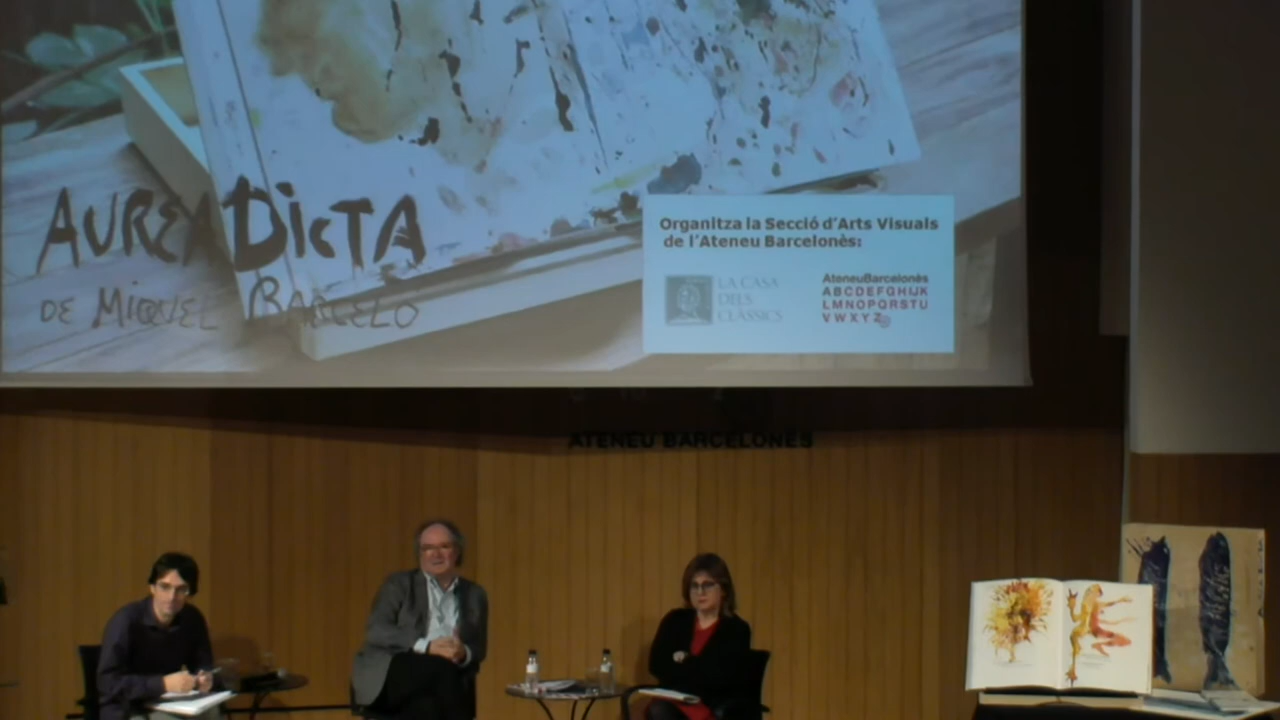 AUREA DICTA
DE MIQUEL BARCELO
Organitza la Secció d'Arts Visuals
de l'Ateneu Barcelonès:
LA CASA
DELS
CLÀSSICS
AteneuBarcelonès
ABCDEFGHIJK
LMNOPQRSTU
VWXYZ
ATENEU BARCELONÈS